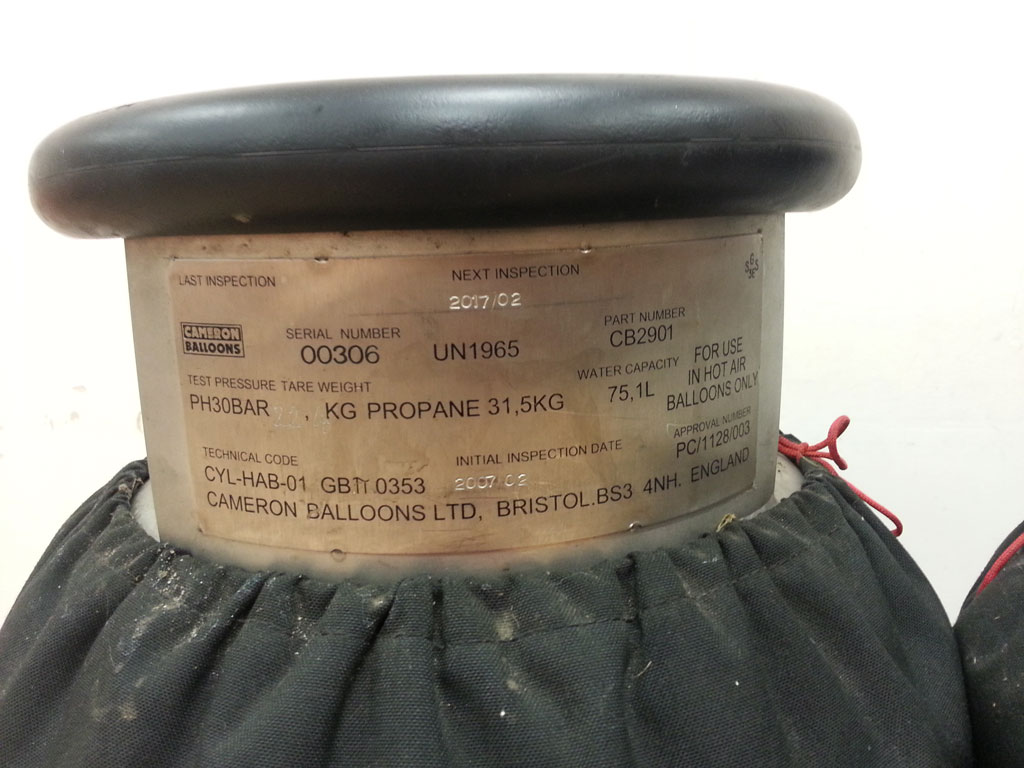 LAST INSPECTION
NEXT INSPECTION
2017/02
SGS
3E
CAMERON
BALLOONS
SERIAL NUMBER
00306
UN1965
PART NUMBER
CB2901
WATER CAPACITY
75,1L
FOR USE
IN HOT AIR
BALLOONS ONLY
TEST PRESSURE TARE WEIGHT
PH30BAR , KG PROPANE 31,5KG
TECHNICAL CODE
CYL-HAB-01 GB 0353
INITIAL INSPECTION DATE
2007/02
APPROVAL NUMBER
PC/1128/003
CAMERON BALLOONS LTD, BRISTOL.BS3 4NH. ENGLAND